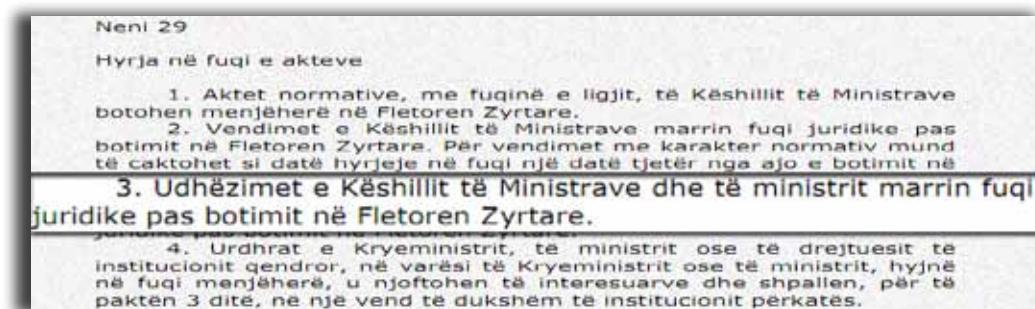 Neni 29
Hyrja në fuqi e akteve
1. Aktet normative, me fuqinë e ligjit, të Këshillit të Ministrave
botohen menjëherë në Fletoren Zyrtare.
2. Vendimet e Këshillit të Ministrave marrin fuqi juridike pas
botimit në Fletoren Zyrtare. Për vendimet me karakter normativ mund
të caktohet si datë hyrjeje në fuqi një datë tjetër nga ajo e botimit në
3. Udhëzimet e Këshillit të Ministrave dhe të ministrit marrin fuqi
juridike pas botimit në Fletoren Zyrtare.
4. Urdhrat e Kryeministrit, të ministrit ose të drejtuesit të
institucionit qendror, në varësi të Kryeministrit ose të ministrit, hyjnë
në fuqi menjëherë, u njoftohen të interesuarve dhe shpallen, për të
paktën 3 ditë, në një vend të dukshëm të institucionit përkatës.